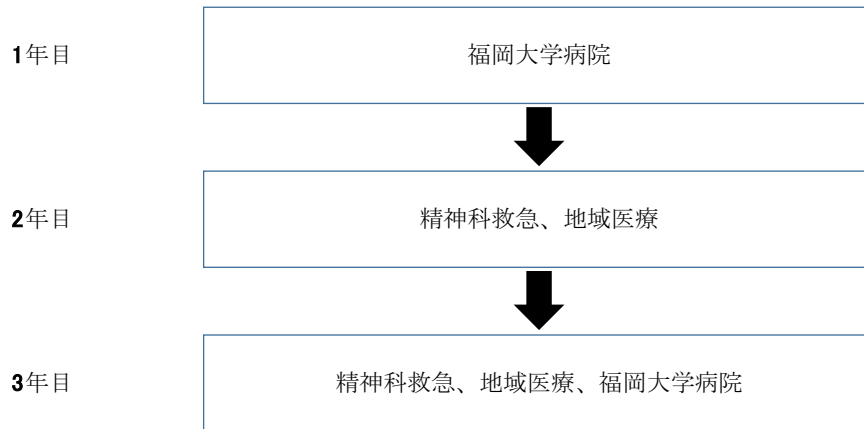 1年目
福岡大学病院
2年目
精神科救急、地域医療
3年目
精神科救急、地域医療、福岡大学病院